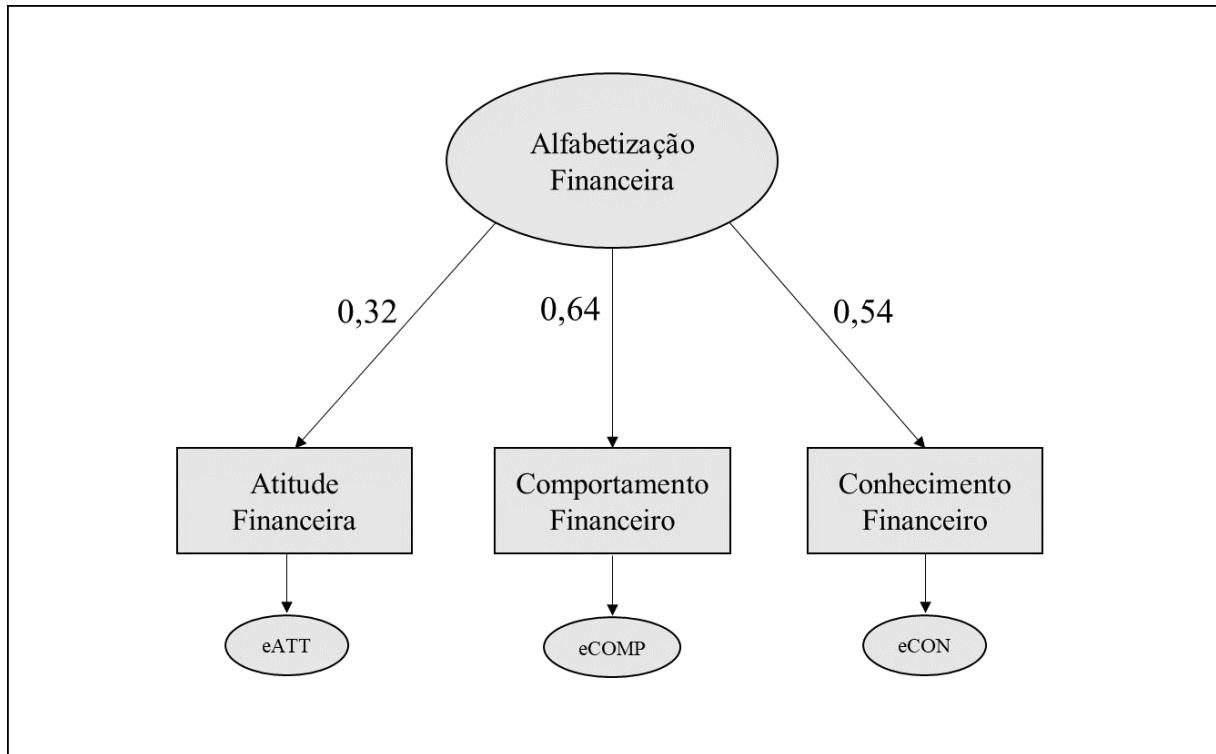 Alfabetização
Financeira
0,32
0,64
0,54
Atitude
Financeira
Comportamento
Financeiro
Conhecimento
Financeiro
eATT
eCOMP
eCON